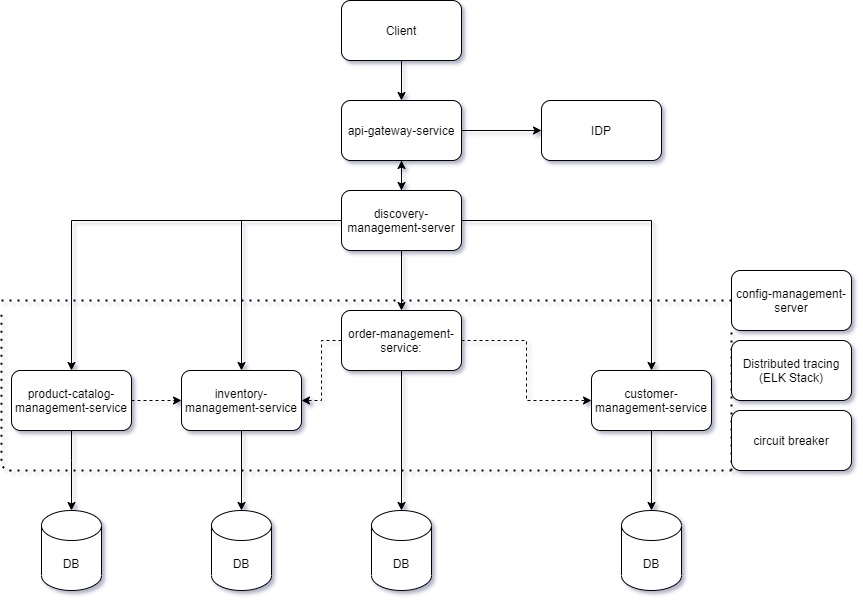 Client
api-gateway-service
IDP
discovery-
management-server
config-management-
server
order-management-
service:
Distributed tracing
(ELK Stack)
product-catalog-
management-service
inventory-
management-service
customer-
management-service
circuit breaker
DB
DB
DB
DB